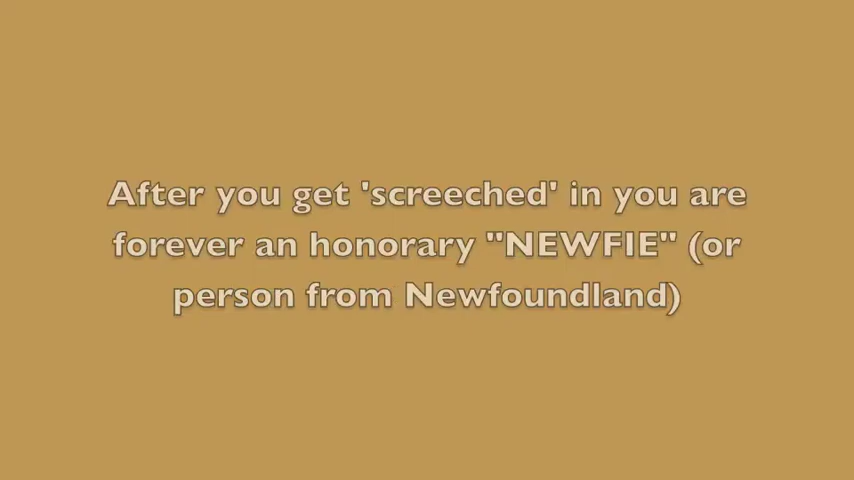 After you get 'screeched' in you are
forever an honorary "NEWFIE" (or
person from Newfoundland)